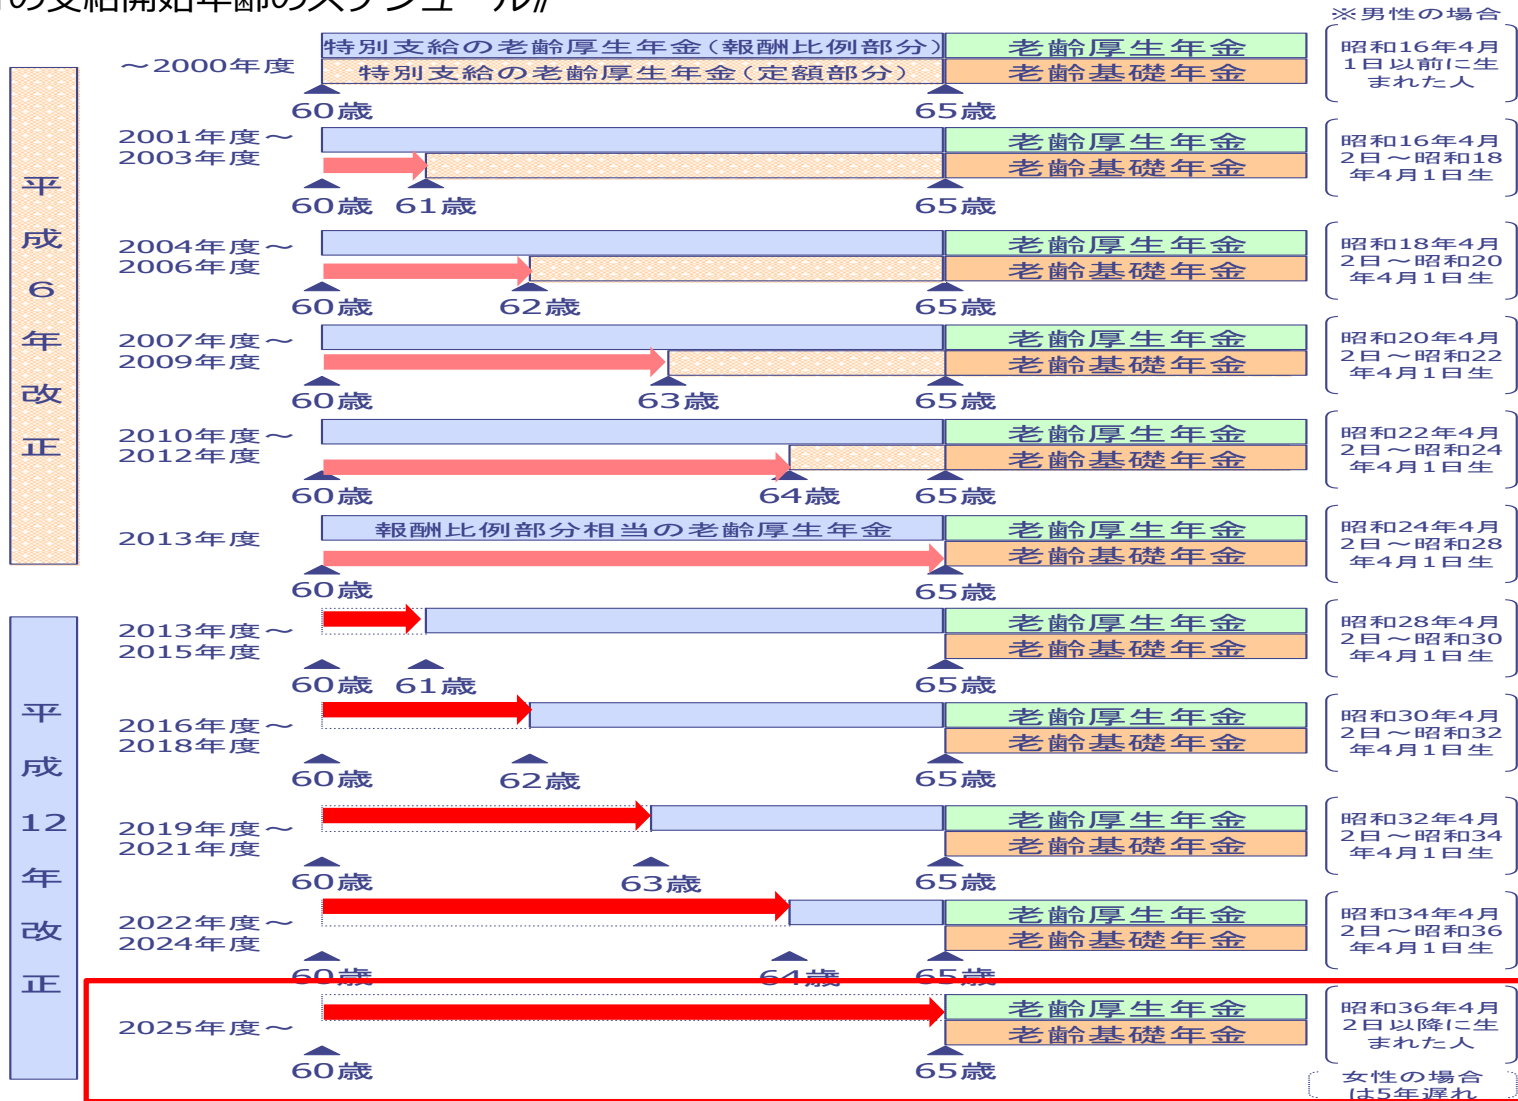 の支給開始年齢のスケジュール》
※男性の場合
平成6年改正
～2000年度
特別支給の老齢厚生年金(報酬比例部分)
老齢厚生年金
特別支給の老齢厚生年金(定額部分)
老齢基礎年金
60歳
65歳
昭和16年4月
1日以前に生
まれた人
2001年度～
2003年度
老齢厚生年金
老齢基礎年金
60歳
61歳
65歳
昭和16年4月
2日～昭和18
年4月1日生
2004年度～
2006年度
老齢厚生年金
老齢基礎年金
60歳
62歳
65歳
昭和18年4月
2日～昭和20
年4月1日生
2007年度～
2009年度
老齢厚生年金
老齢基礎年金
60歳
63歳
65歳
昭和20年4月
2日～昭和22
年4月1日生
2010年度～
2012年度
老齢厚生年金
老齢基礎年金
60歳
64歳
65歳
昭和22年4月
2日～昭和24
年4月1日生
2013年度
報酬比例部分相当の老齢厚生年金
老齢厚生年金
老齢基礎年金
60歳
65歳
昭和24年4月
2日～昭和28
年4月1日生
平成12年改正
2013年度～
2015年度
老齢厚生年金
老齢基礎年金
60歳
61歳
65歳
昭和28年4月
2日～昭和30
年4月1日生
2016年度～
2018年度
老齢厚生年金
老齢基礎年金
60歳
62歳
65歳
昭和30年4月
2日～昭和32
年4月1日生
2019年度～
2021年度
老齢厚生年金
老齢基礎年金
60歳
63歳
65歳
昭和32年4月
2日～昭和34
年4月1日生
2022年度～
2024年度
老齢厚生年金
老齢基礎年金
60歳
64歳
65歳
昭和34年4月
2日～昭和36
年4月1日生
2025年度～
老齢厚生年金
老齢基礎年金
60歳
65歳
昭和36年4月
2日以降に生
まれた人
女性の場合
は5年遅れ